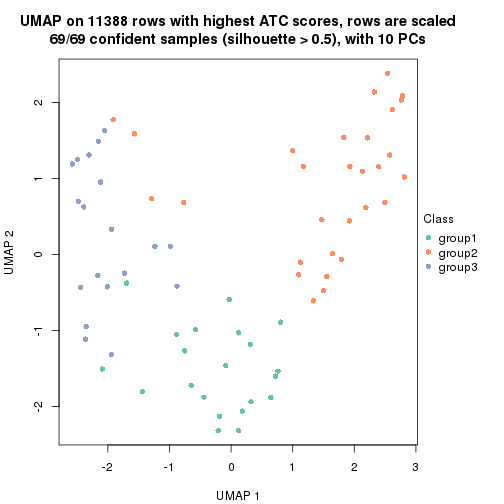 UMAP on 11388 rows with highest ATC scores, rows are scaled
69/69 confident samples (silhouette > 0.5), with 10 PCs
2
1
0
-1
-2
UMAP 2
-2
-1
0
1
2
3
UMAP 1
Class
group1
group2
group3